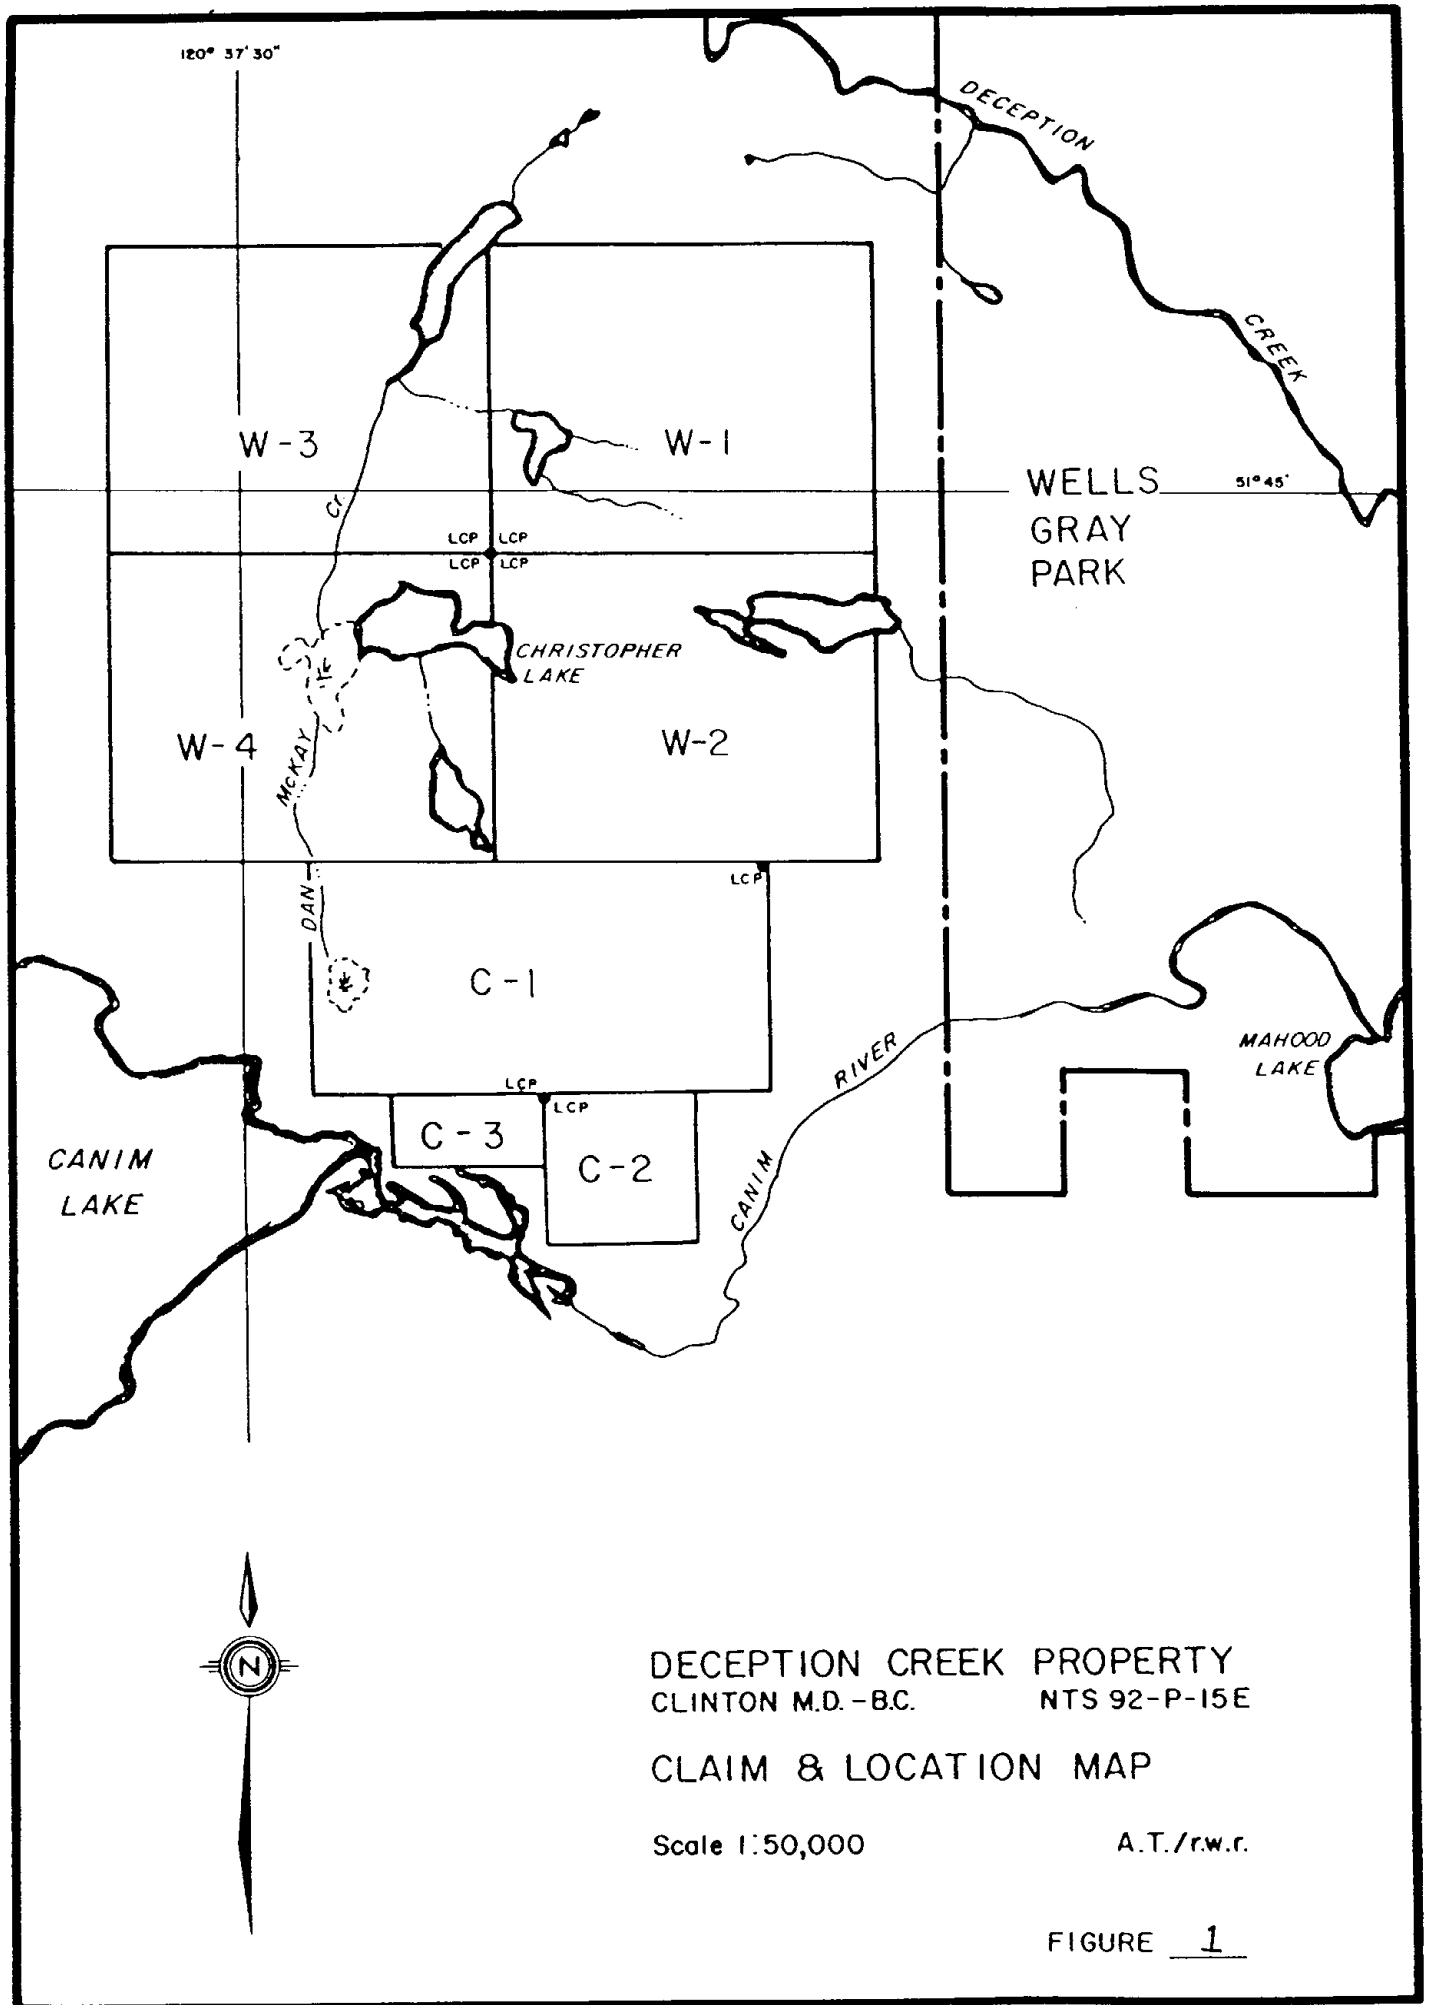 120° 37' 30"
DECEPTION
CREEK
W-3
W-1
Cr.
WELLS
GRAY
PARK
51° 45'
LCP LCP
LCP LCP
CHRISTOPHER
LAKE
W-4
McKAY
W-2
LCP
DAN
C-1
RIVER
MAHOOD
LAKE
LCP
LCP
C-3
C-2
CANIM
CANIM
LAKE
N
DECEPTION CREEK PROPERTY
CLINTON M.D. - B.C. NTS 92-P-15E
CLAIM & LOCATION MAP
Scale 1:50,000 A.T./r.w.r.
FIGURE 1